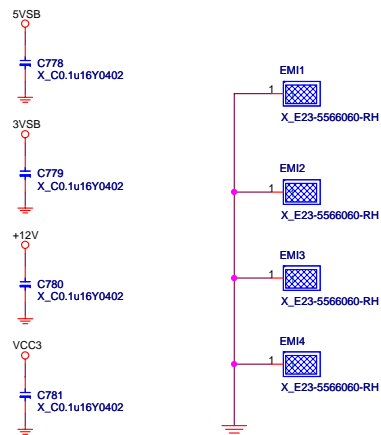 5VSB
C778
X_C0.1u16Y0402
3VSB
C779
X_C0.1u16Y0402
+12V
C780
X_C0.1u16Y0402
VCC3
C781
X_C0.1u16Y0402
EMI1
1
X_E23-5566060-RH
EMI2
1
X_E23-5566060-RH
EMI3
1
X_E23-5566060-RH
EMI4
1
X_E23-5566060-RH